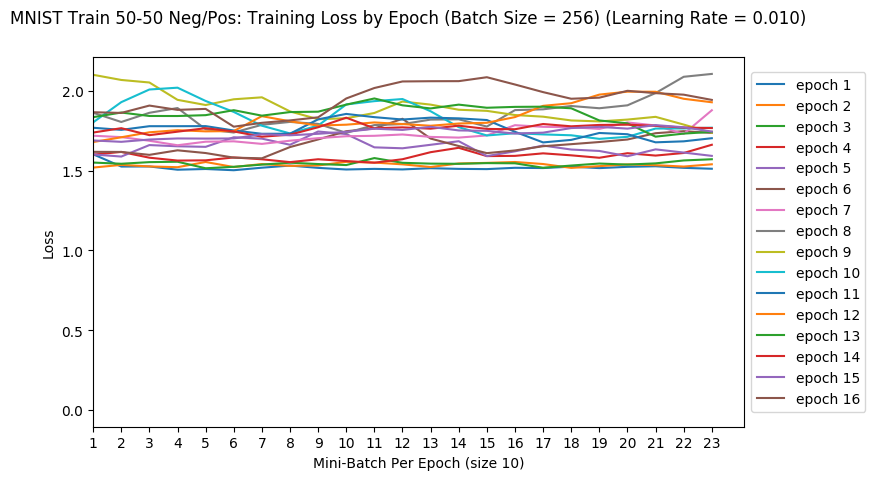 MNIST Train 50-50 Neg/Pos: Training Loss by Epoch (Batch Size = 256) (Learning Rate = 0.010)
2.0
1.5
1.0
0.5
0.0
Loss
1 2 3 4 5 6 7 8 9 10 11 12 13 14 15 16 17 18 19 20 21 22 23
Mini-Batch Per Epoch (size 10)
epoch 1
epoch 2
epoch 3
epoch 4
epoch 5
epoch 6
epoch 7
epoch 8
epoch 9
epoch 10
epoch 11
epoch 12
epoch 13
epoch 14
epoch 15
epoch 16